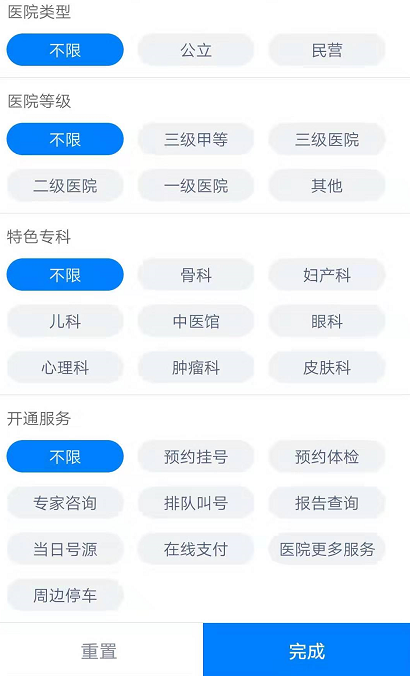 医院类型
不限 公立 民营
医院等级
不限 三级甲等 三级医院
二级医院 一级医院 其他
特色专科
不限 骨科 妇产科
儿科 中医馆 眼科
心理科 肿瘤科 皮肤科
开通服务
不限 预约挂号 预约体检
专家咨询 排队叫号 报告查询
当日号源 在线支付 医院更多服务
周边停车
重置 完成